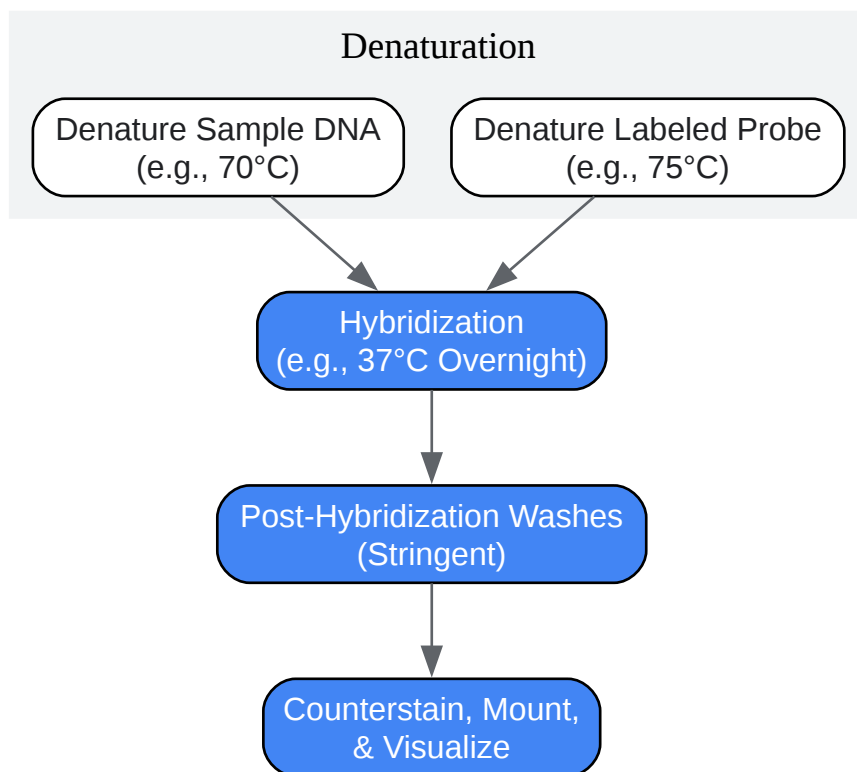 Denaturation
Denature Sample DNA
(e.g., 70°C)
Denature Labeled Probe
(e.g., 75°C)
Hybridization
(e.g., 37°C Overnight)
Post-Hybridization Washes
(Stringent)
Counterstain, Mount,
& Visualize